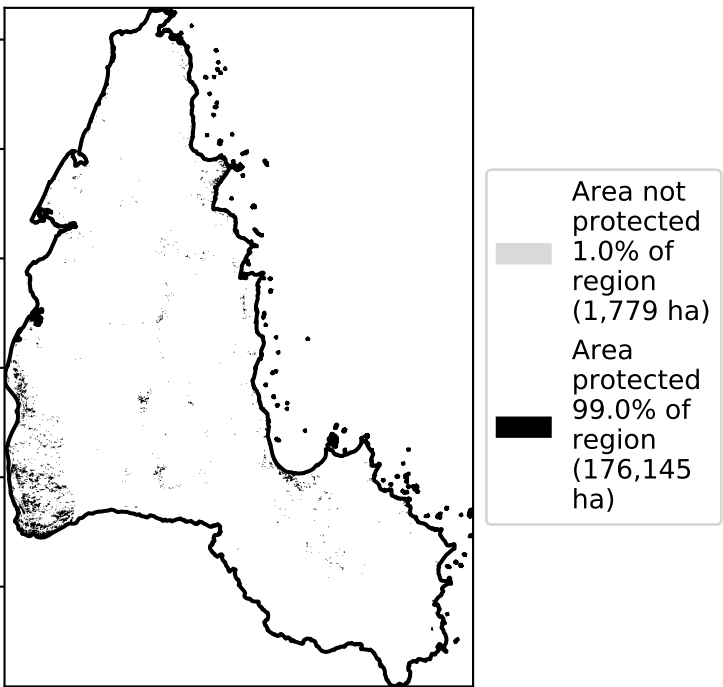 Area not
protected
1.0% of
region
(1,779 ha)
Area
protected
99.0% of
region
(176,145
ha)